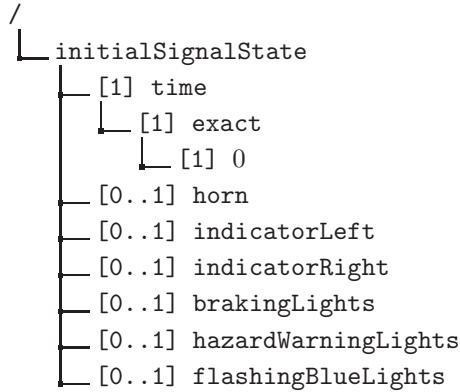 /
initialSignalState
[1] time
[1] exact
[1] 0
[0..1] horn
[0..1] indicatorLeft
[0..1] indicatorRight
[0..1] brakingLights
[0..1] hazardWarningLights
[0..1] flashingBlueLights